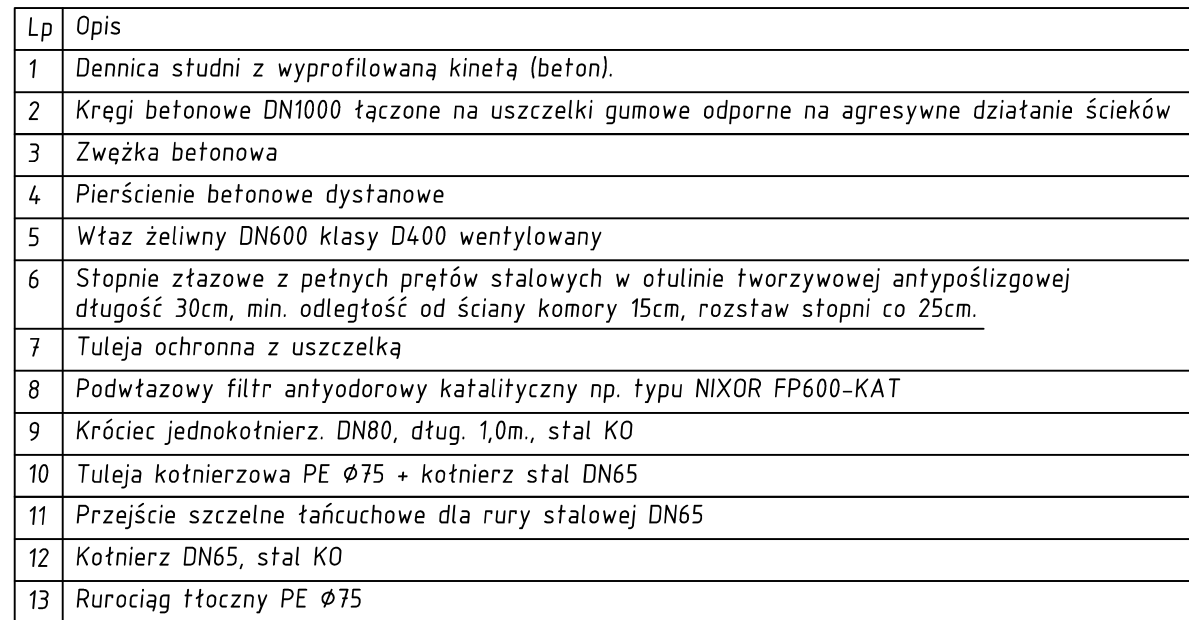 Lp Opis
1 Dennica studni z wyprofilowaną kinetą (beton).
2 Kręgi betonowe DN1000 łączone na uszczelki gumowe odporne na agresywne działanie ścieków
3 Zwężka betonowa
4 Pierścienie betonowe dystanowe
5 Właz żeliwny DN600 klasy D400 wentylowany
6 Stopnie złazowe z pełnych prętów stalowych w otulinie tworzywowej antypoślizgowej
długość 30cm, min. odległość od ściany komory 15cm, rozstaw stopni co 25cm.
7 Tuleja ochronna z uszczelką
8 Podwłazowy filtr antyodorowy katalityczny np. typu NIXOR FP600-KAT
9 Króciec jednokołnierz. DN80, dług. 1,0m., stal KO
10 Tuleja kołnierzowa PE Ø75 + kołnierz stal DN65
11 Przejście szczelne łańcuchowe dla rury stalowej DN65
12 Kołnierz DN65, stal KO
13 Rurociąg tłoczny PE Ø75